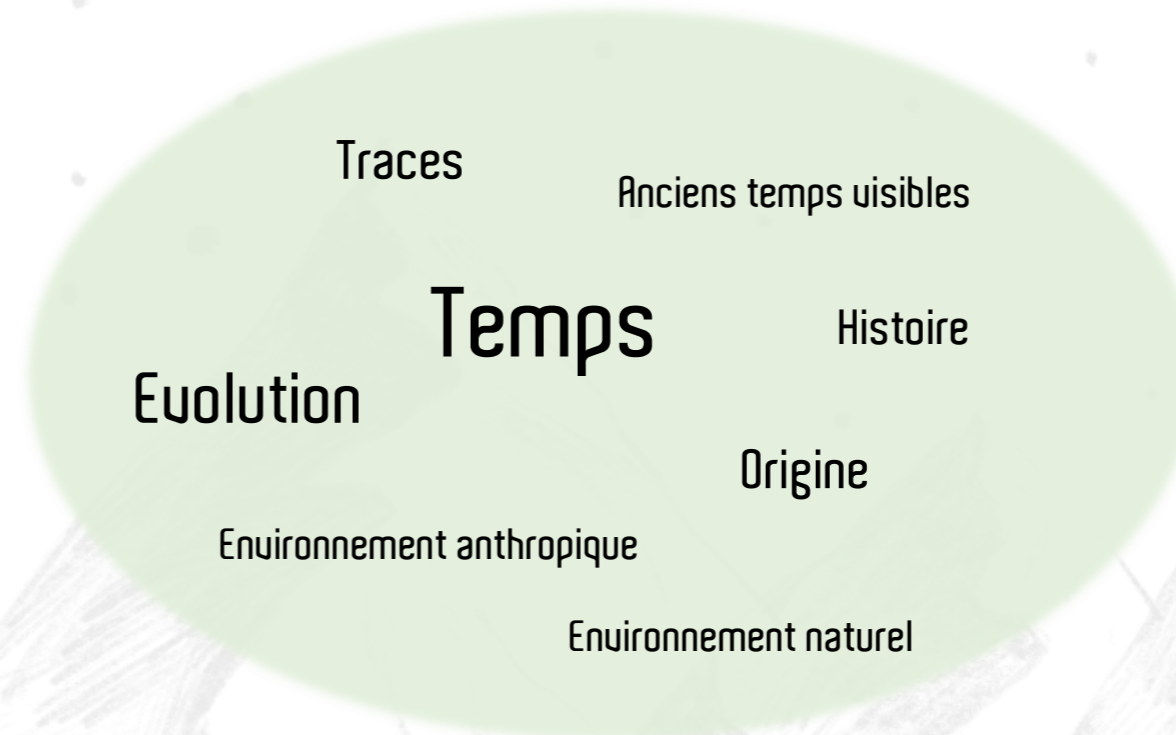 Traces
Anciens temps visibles
Temps
Histoire
Evolution
Origine
Environnement anthropique
Environnement naturel